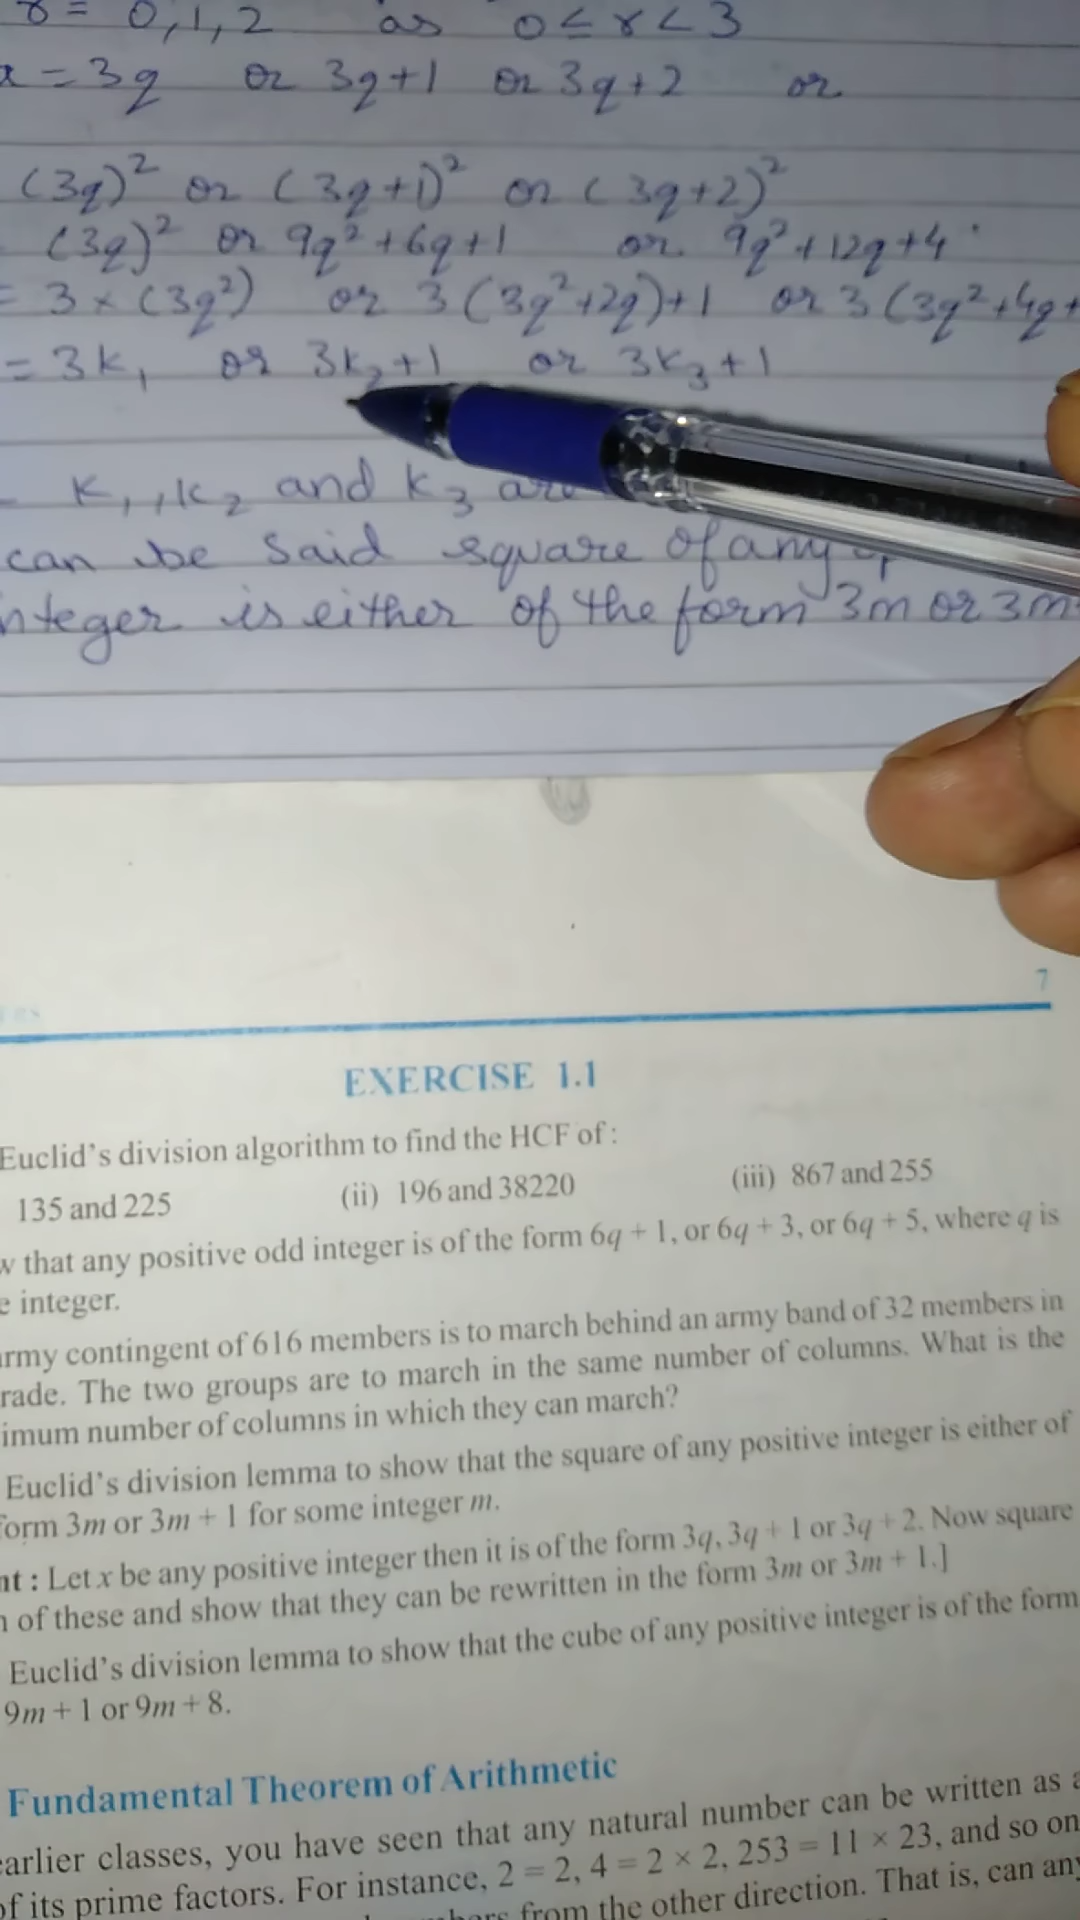 r = 0, 1, 2 as 0 ≤ r < 3
a = 3q or 3q+1 or 3q+2 or
(3q)² or (3q+1)² or (3q+2)²
(3q)² or 9q²+6q+1 or 9q²+12q+4
= 3×(3q²) or 3(3q²+2q)+1 or 3(3q²+4q+
= 3k₁ or 3k₂+1 or 3k₃+1
k₁, k₂ and k₃ are
can be said square of any
integer is either of the form 3m or 3m+
7
EXERCISE 1.1
Euclid's division algorithm to find the HCF of :
135 and 225 (ii) 196 and 38220 (iii) 867 and 255
w that any positive odd integer is of the form 6q + 1, or 6q + 3, or 6q + 5, where q is
e integer.
army contingent of 616 members is to march behind an army band of 32 members in
rade. The two groups are to march in the same number of columns. What is the
imum number of columns in which they can march?
Euclid's division lemma to show that the square of any positive integer is either of
form 3m or 3m + 1 for some integer m.
nt : Let x be any positive integer then it is of the form 3q, 3q + 1 or 3q + 2. Now square
h of these and show that they can be rewritten in the form 3m or 3m + 1.]
Euclid's division lemma to show that the cube of any positive integer is of the form
9m + 1 or 9m + 8.
Fundamental Theorem of Arithmetic
earlier classes, you have seen that any natural number can be written as a
of its prime factors. For instance, 2 = 2, 4 = 2 × 2, 253 = 11 × 23, and so on
from the other direction. That is, can any